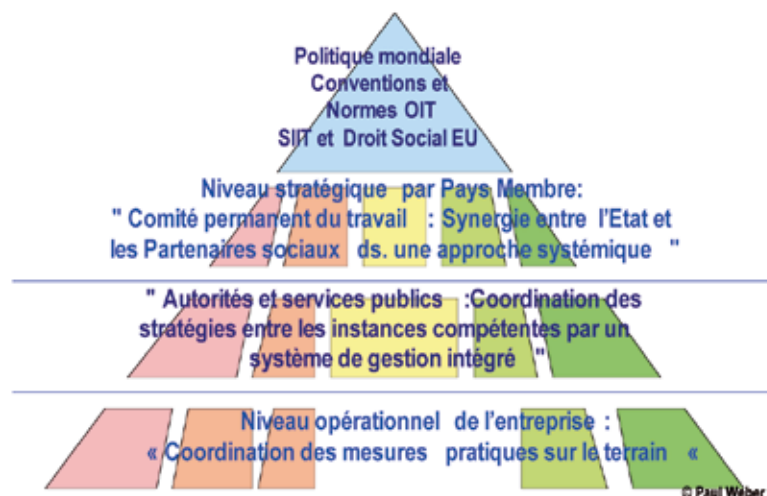 Politique mondiale
Conventions et
Normes OIT
SIIT et Droit Social EU
Niveau stratégique par Pays Membre:
" Comité permanent du travail : Synergie entre l'Etat et
les Partenaires sociaux ds. une approche systémique "
" Autorités et services publics :Coordination des
stratégies entre les instances compétentes par un
système de gestion intégré "
Niveau opérationnel de l'entreprise :
« Coordination des mesures pratiques sur le terrain «
© Paul Weber